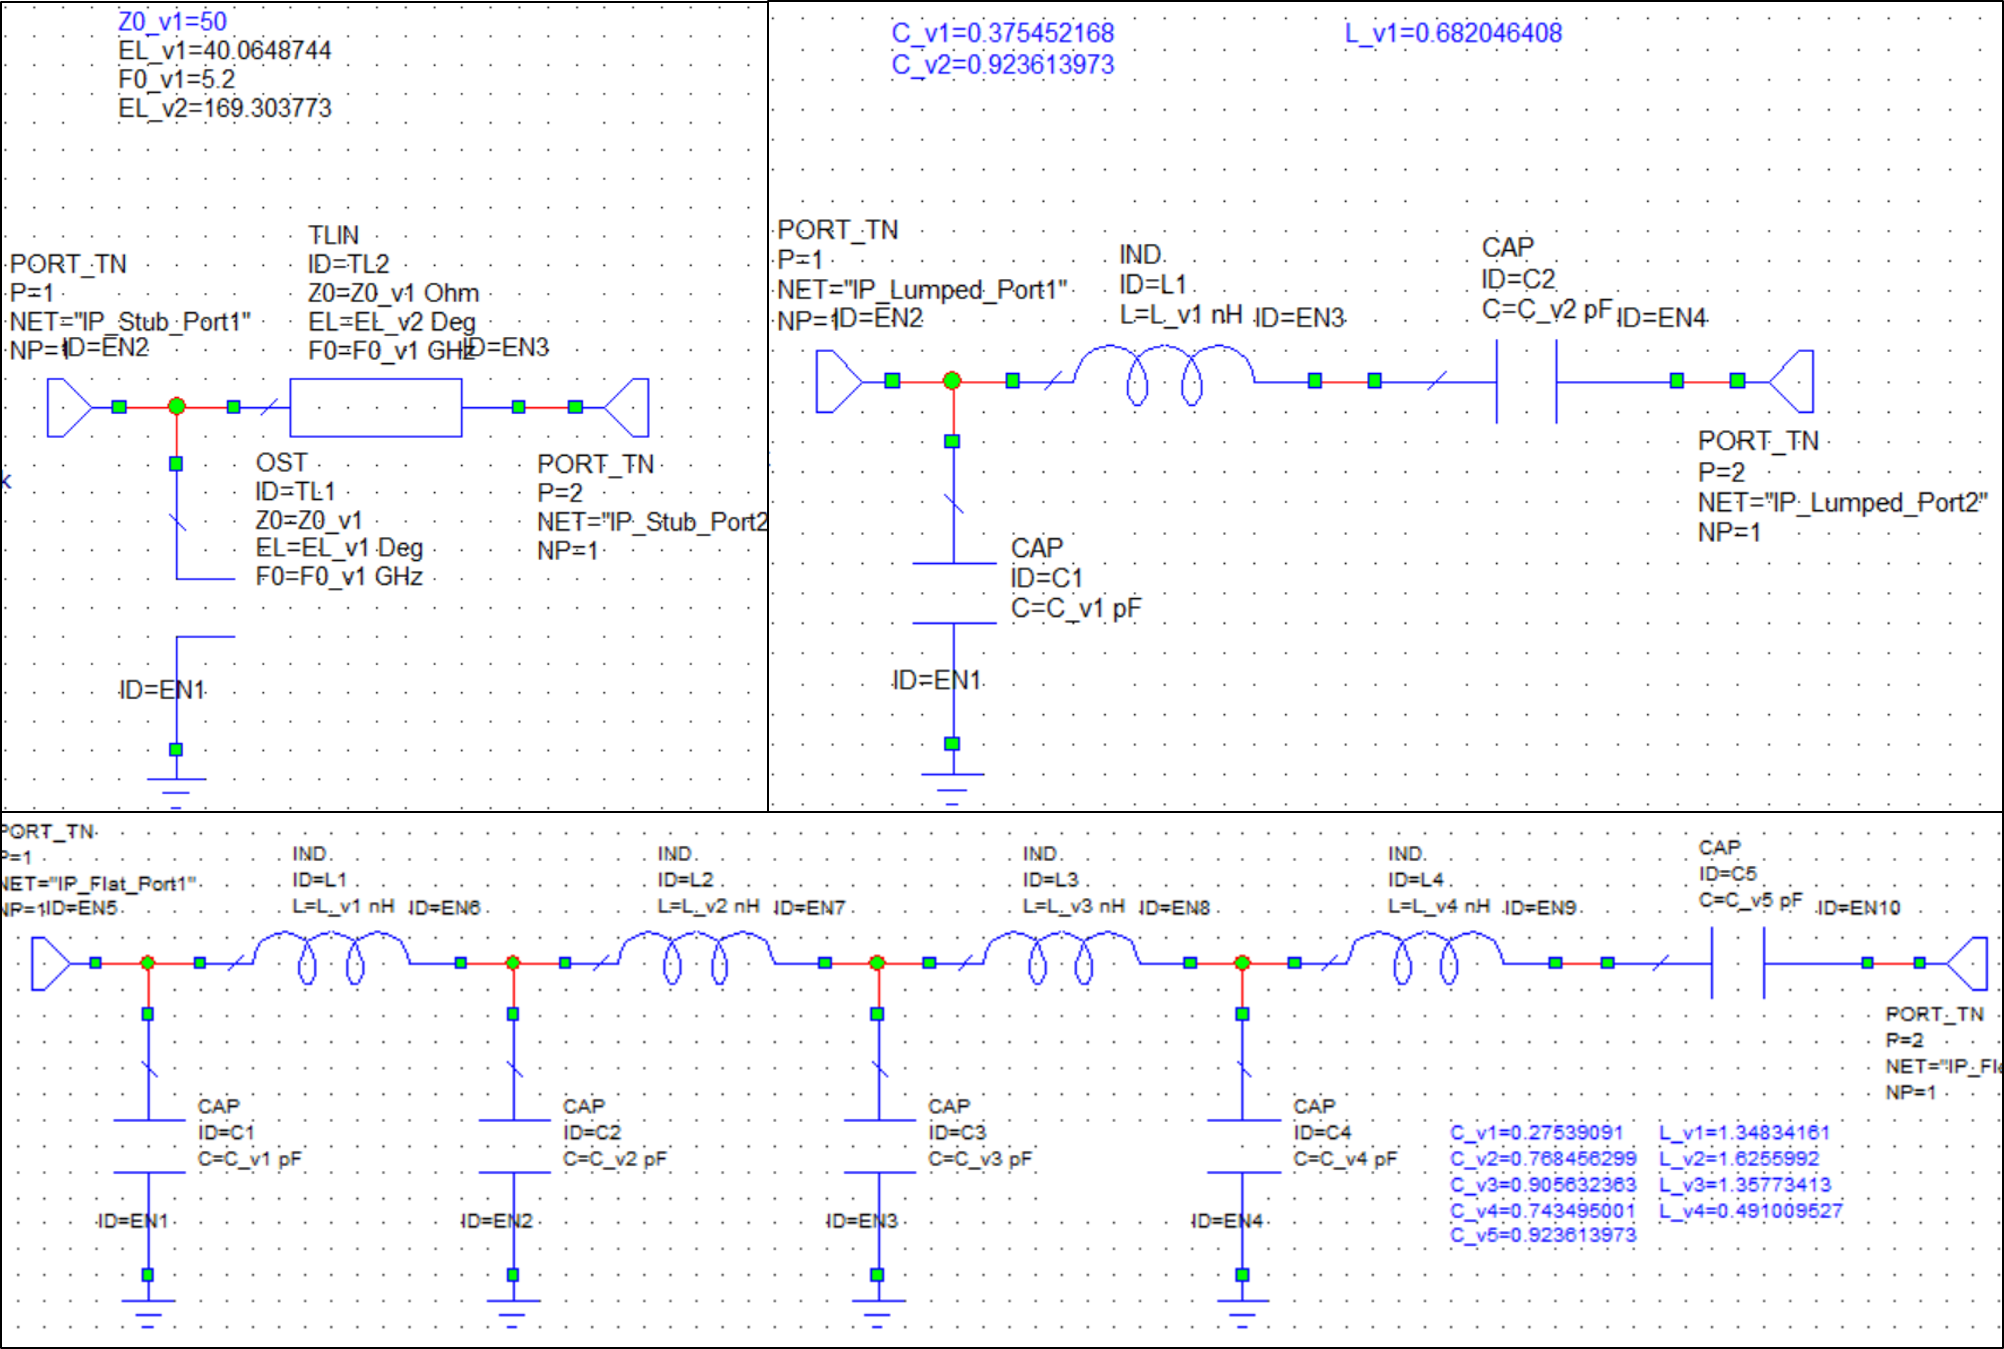 Z0_v1=50
EL_v1=40.0648744
F0_v1=5.2
EL_v2=169.303773
PORT_TN
P=1
NET="IP_Stub_Port1"
NP=1
ID=EN2
TLIN
ID=TL2
Z0=Z0_v1 Ohm
EL=EL_v2 Deg
F0=F0_v1 GHz
ID=EN3
OST
ID=TL1
Z0=Z0_v1
EL=EL_v1 Deg
F0=F0_v1 GHz
PORT_TN
P=2
NET="IP_Stub_Port2
NP=1
k
ID=EN1
C_v1=0.375452168
C_v2=0.923613973
L_v1=0.682046408
PORT_TN
P=1
NET="IP_Lumped_Port1"
NP=1
ID=EN2
IND
ID=L1
L=L_v1 nH
ID=EN3
CAP
ID=C2
C=C_v2 pF
ID=EN4
PORT_TN
P=2
NET="IP_Lumped_Port2"
NP=1
CAP
ID=C1
C=C_v1 pF
ID=EN1
PORT_TN
P=1
NET="IP_Flat_Port1"
NP=1
ID=EN5
IND
ID=L1
L=L_v1 nH
ID=EN6
IND
ID=L2
L=L_v2 nH
ID=EN7
IND
ID=L3
L=L_v3 nH
ID=EN8
IND
ID=L4
L=L_v4 nH
ID=EN9
CAP
ID=C5
C=C_v5 pF
ID=EN10
PORT_TN
P=2
NET="IP_Fl
NP=1
CAP
ID=C1
C=C_v1 pF
CAP
ID=C2
C=C_v2 pF
CAP
ID=C3
C=C_v3 pF
CAP
ID=C4
C=C_v4 pF
C_v1=0.27539091
C_v2=0.768456299
C_v3=0.905632363
C_v4=0.743495001
C_v5=0.923613973
L_v1=1.34834161
L_v2=1.6255992
L_v3=1.35773413
L_v4=0.491009527
ID=EN1
ID=EN2
ID=EN3
ID=EN4